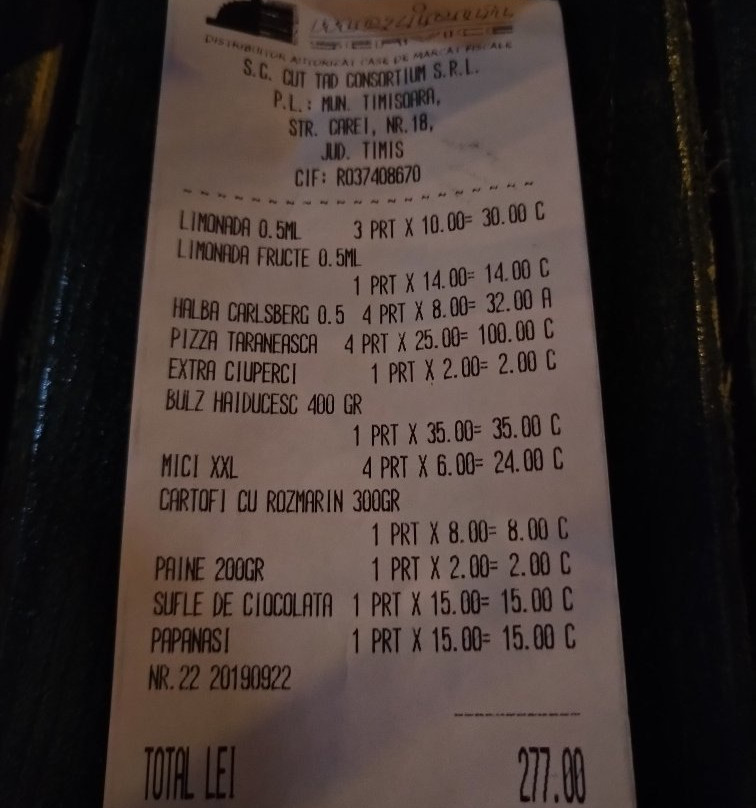 DISTRIBUITOR AUTORIZAT CASE DE MARCAT FISCALE
S.C. CUT TAD CONSORTIUM S.R.L.
P.L.: MUN. TIMISOARA,
STR. CAREI, NR.18,
JUD. TIMIS
CIF: RO37408670
LIMONADA 0.5ML 3 PRT X 10.00= 30.00 C
LIMONADA FRUCTE 0.5ML
1 PRT X 14.00= 14.00 C
HALBA CARLSBERG 0.5 4 PRT X 8.00= 32.00 A
PIZZA TARANEASCA 4 PRT X 25.00= 100.00 C
EXTRA CIUPERCI 1 PRT X 2.00= 2.00 C
BULZ HAIDUCESC 400 GR
1 PRT X 35.00= 35.00 C
MICI XXL 4 PRT X 6.00= 24.00 C
CARTOFI CU ROZMARIN 300GR
1 PRT X 8.00= 8.00 C
PAINE 200GR 1 PRT X 2.00= 2.00 C
SUFLE DE CIOCOLATA 1 PRT X 15.00= 15.00 C
PAPANASI 1 PRT X 15.00= 15.00 C
NR.22 20190922
TOTAL LEI 277.00